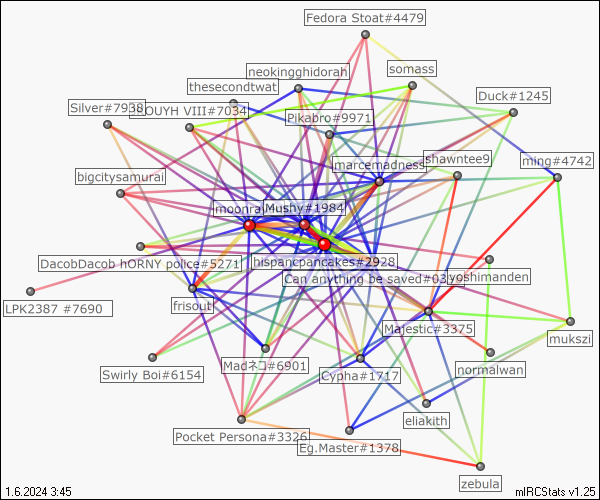 Fedora Stoat#4479
neokingghidorah
somass
thesecondtwat
Duck#1245
Silver#7938
OUYH VIII#7034
Pikabro#9971
marcemadness
shawntee9
ming#4742
bigcitysamurai
moonra
Mushy#1984
DacobDacob hORNY police#5271
hispancpancakes#2928
Can anything be saved#03
yoshimanden
LPK2387 #7690
frisout
Majestic#3375
mukszi
Swirly Boi#6154
Madネコ#6901
Cypha#1717
normalwan
eliakith
Pocket Persona#3326
Eg.Master#1378
zebula
1.6.2024 3:45
mIRCStats v1.25